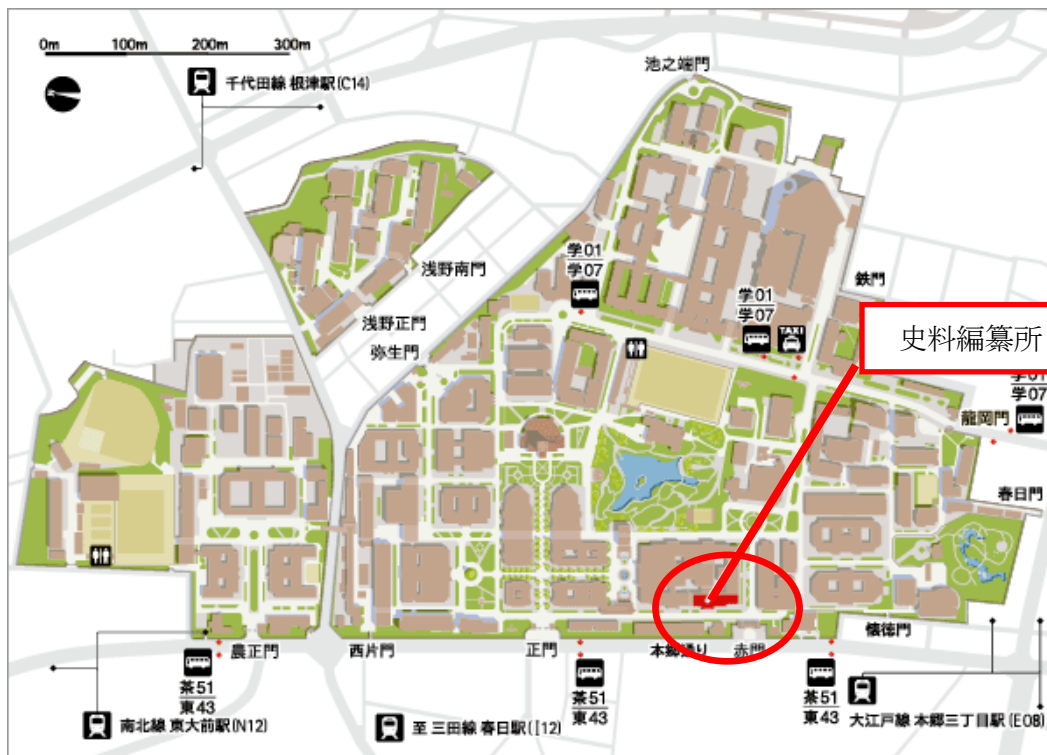 0m 100m 200m 300m
千代田線 根津駅(C14)
池之端門
浅野南門
学01
学07
浅野正門
弥生門
学01
学07
TAXI
鉄門
史料編纂所
学01
学07
龍岡門
春日門
農正門
西片門
正門
本郷通り
赤門
懐徳門
茶51
東43
茶51
東43
茶51
東43
南北線 東大前駅(N12)
至 三田線 春日駅(I12)
大江戸線 本郷三丁目駅(E08)